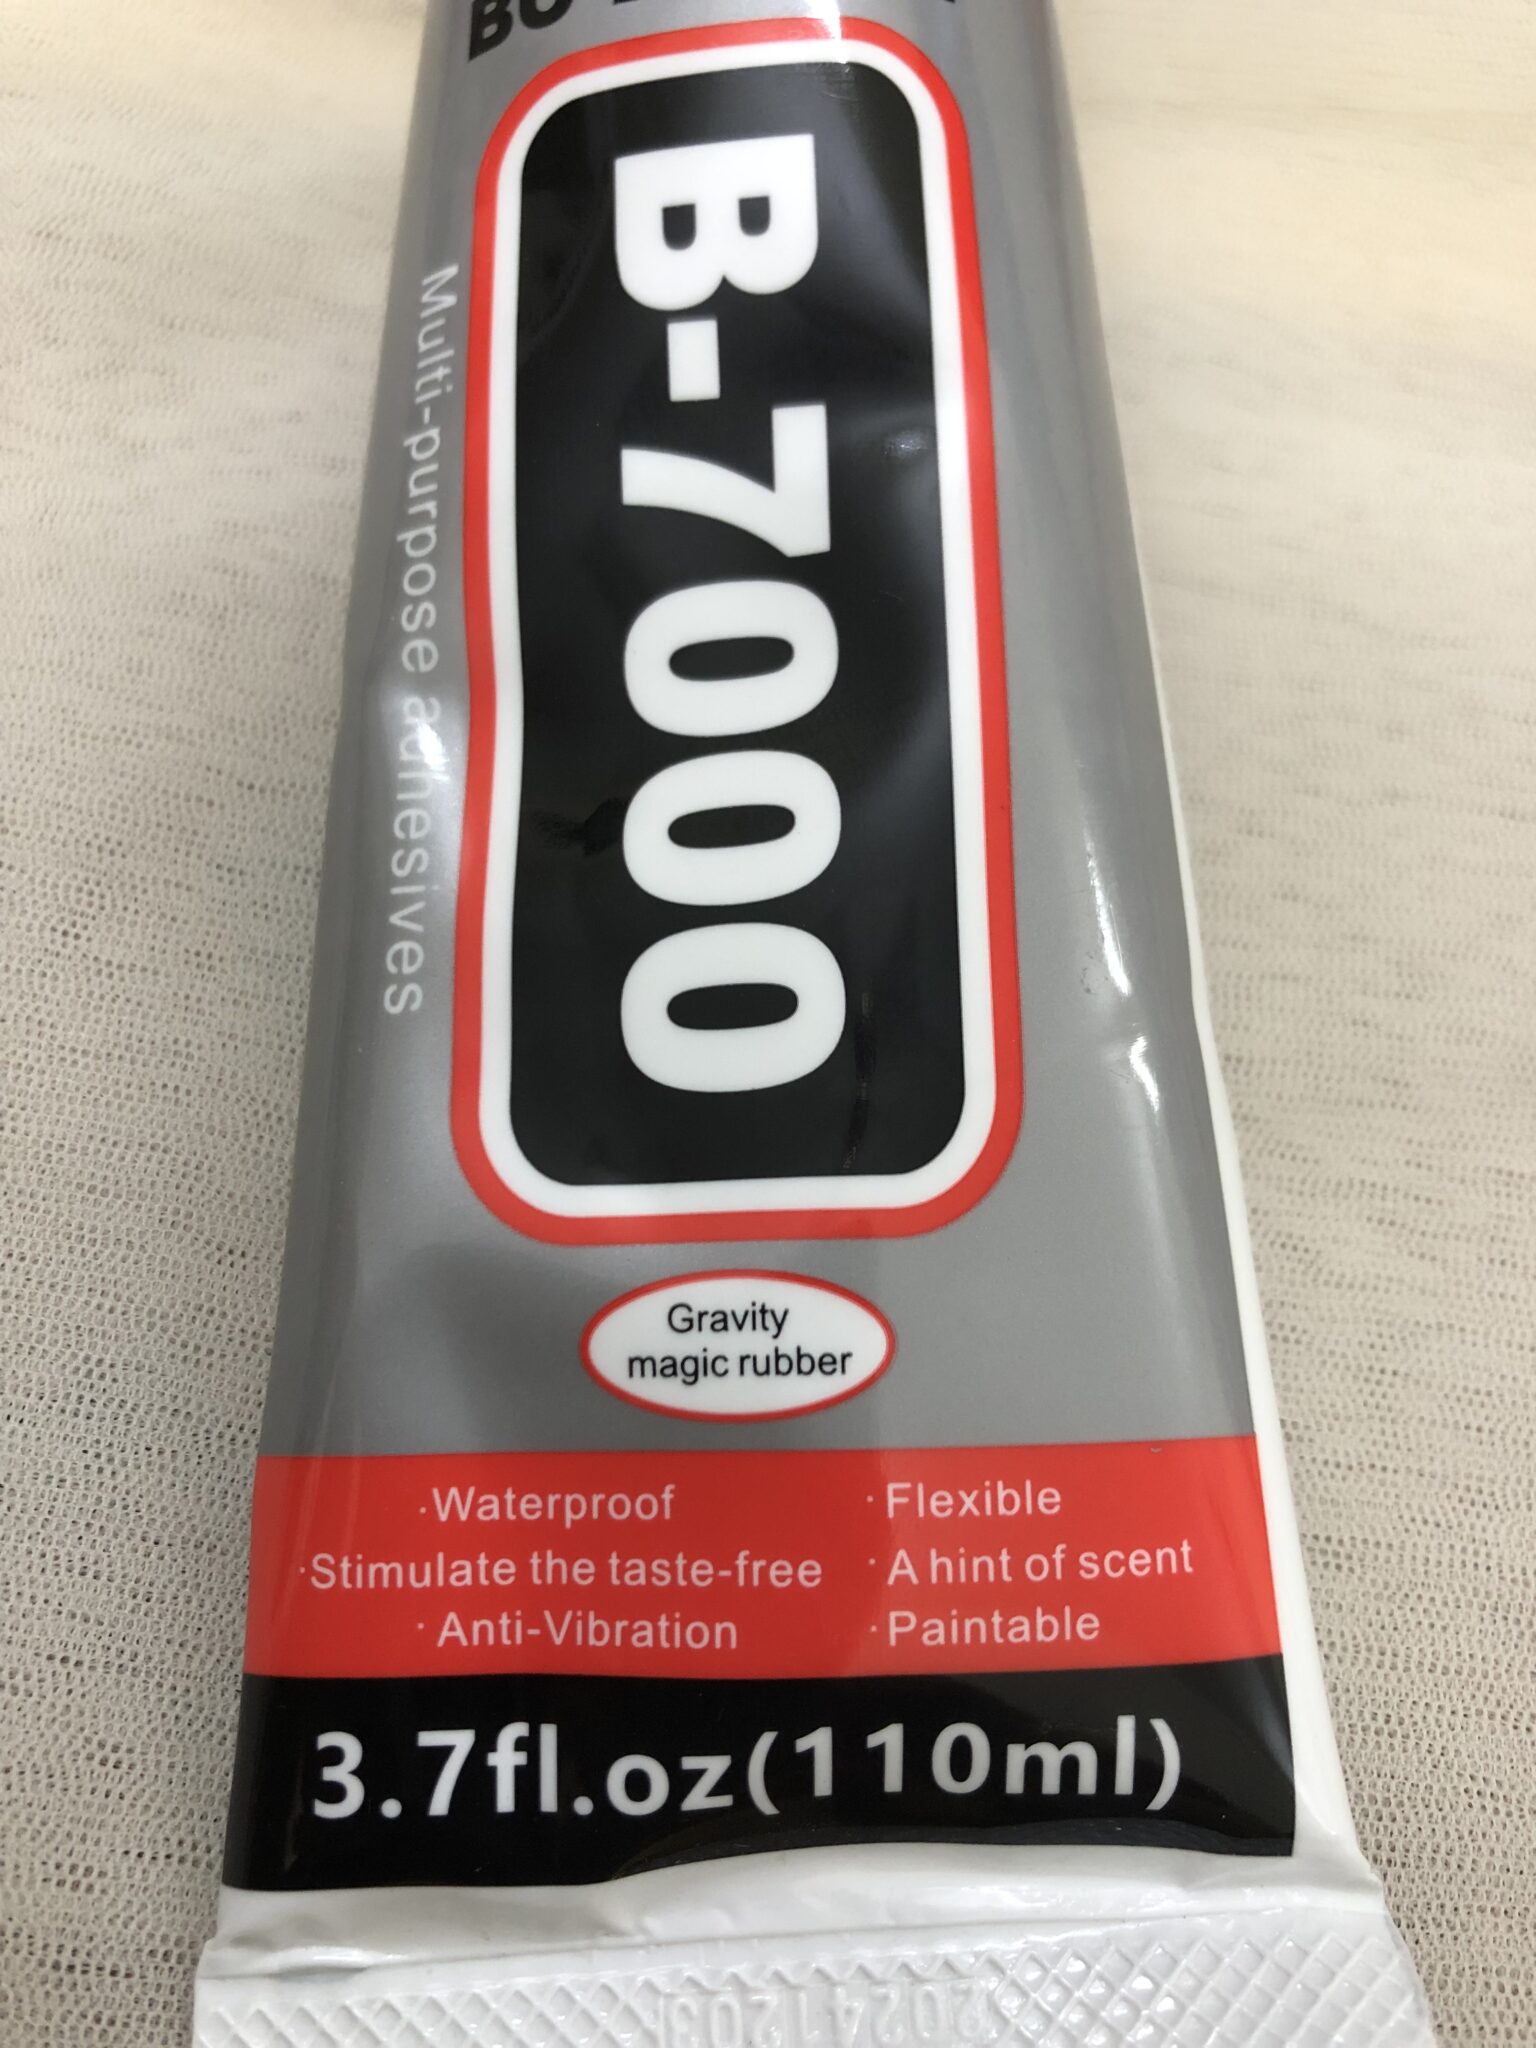 B-7000
Multi-purpose adhesives
Gravity
magic rubber
·Waterproof
·Flexible
·Stimulate the taste-free
·A hint of scent
·Anti-Vibration
·Paintable
3.7fl.oz(110ml)
20241203